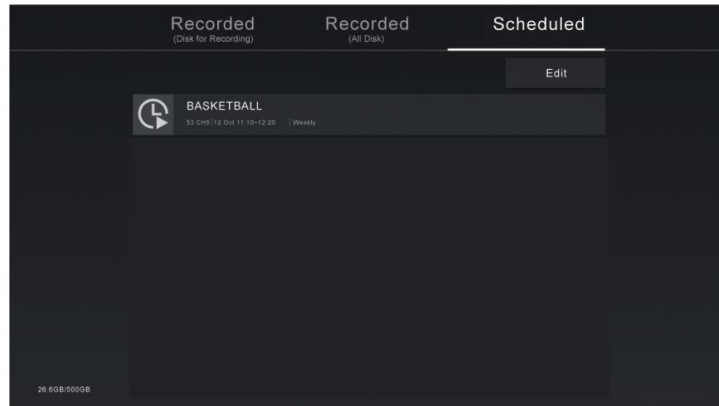 Recorded
(Disk for Recording)
Recorded
(All Disk)
Scheduled
Edit
BASKETBALL
53 CH5|12 Oct 11:10~12:20 |Weekly
26.6GB/500GB